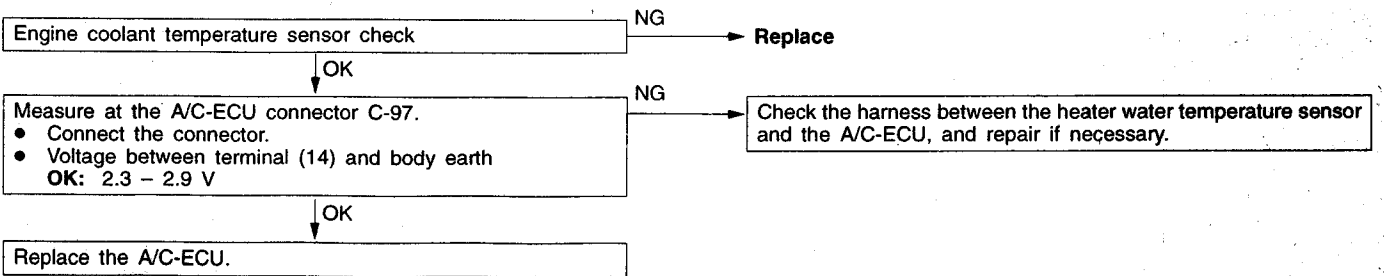 NG
Engine coolant temperature sensor check
Replace
OK
NG
Measure at the A/C-ECU connector C-97.
● Connect the connector.
● Voltage between terminal (14) and body earth
OK: 2.3 – 2.9 V
Check the harness between the heater water temperature sensor
and the A/C-ECU, and repair if necessary.
OK
Replace the A/C-ECU.